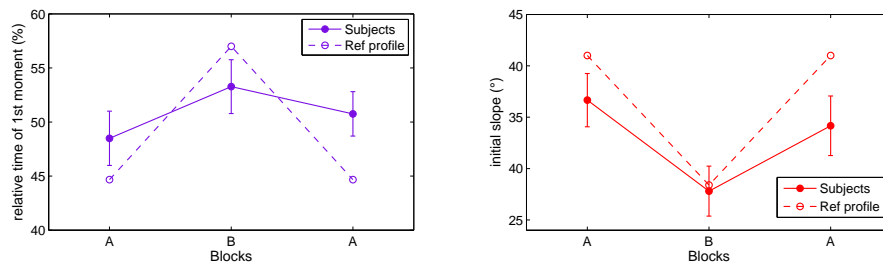 relative time of 1st moment (%)
60
55
50
45
40
A
B
A
Blocks
Subjects
Ref profile
initial slope (°)
45
40
35
40
25
A
B
A
Blocks
Subjects
Ref profile